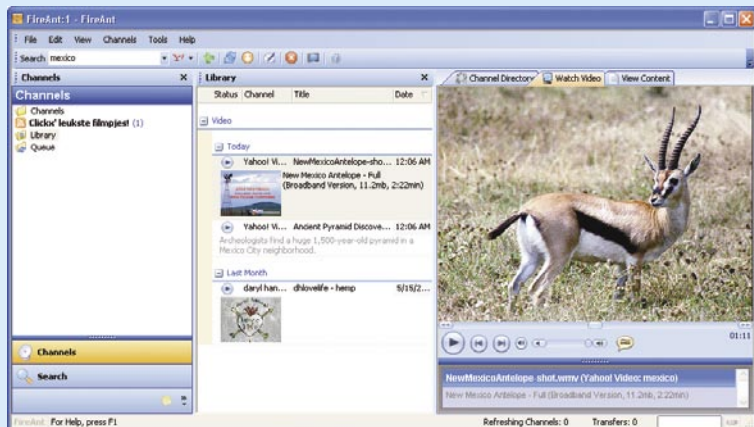 FireAnt:1 - FireAnt
File Edit View Channels Tools Help
Search mexico
Channels
Channels
Channels
Clickx' leukste filmpjes! (1)
Library
Queue
Channels
Search
Library
Status Channel Title Date
Video
Today
Yahoo! Vi... NewMexicoAntelope-sho... 12:06 AM
New Mexico Antelope - Full
(Broadband Version, 11.2mb, 2:22min)
Yahoo! Vi... Ancient Pyramid Discove... 12:06 AM
Archeologists find a huge 1,500-year-old pyramid in a
Mexico City neighborhood.
Last Month
daryl han... dhlovelife - hemp 5/15/2...
Channel Directory Watch Video View Content
01:11
NewMexicoAntelope-shot.wmv (Yahoo! Video: mexico)
New Mexico Antelope - Full (Broadband Version, 11.2mb, 2:22min)
FireAnt: For Help, press F1
Refreshing Channels: 0 Transfers: 0